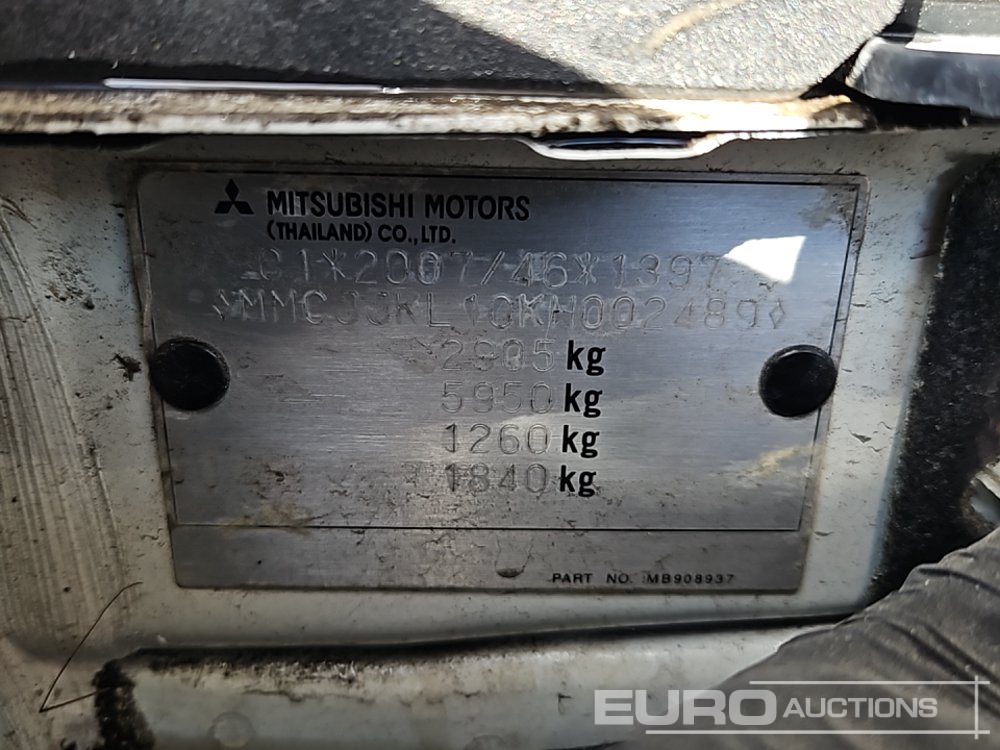 MITSUBISHI MOTORS
(THAILAND) CO.,LTD.
e1*2007/46*1397
◊MMCJJKL10KH002489◊
2905 kg
5950 kg
1260 kg
1840 kg
PART NO. MB908937
EURO AUCTIONS